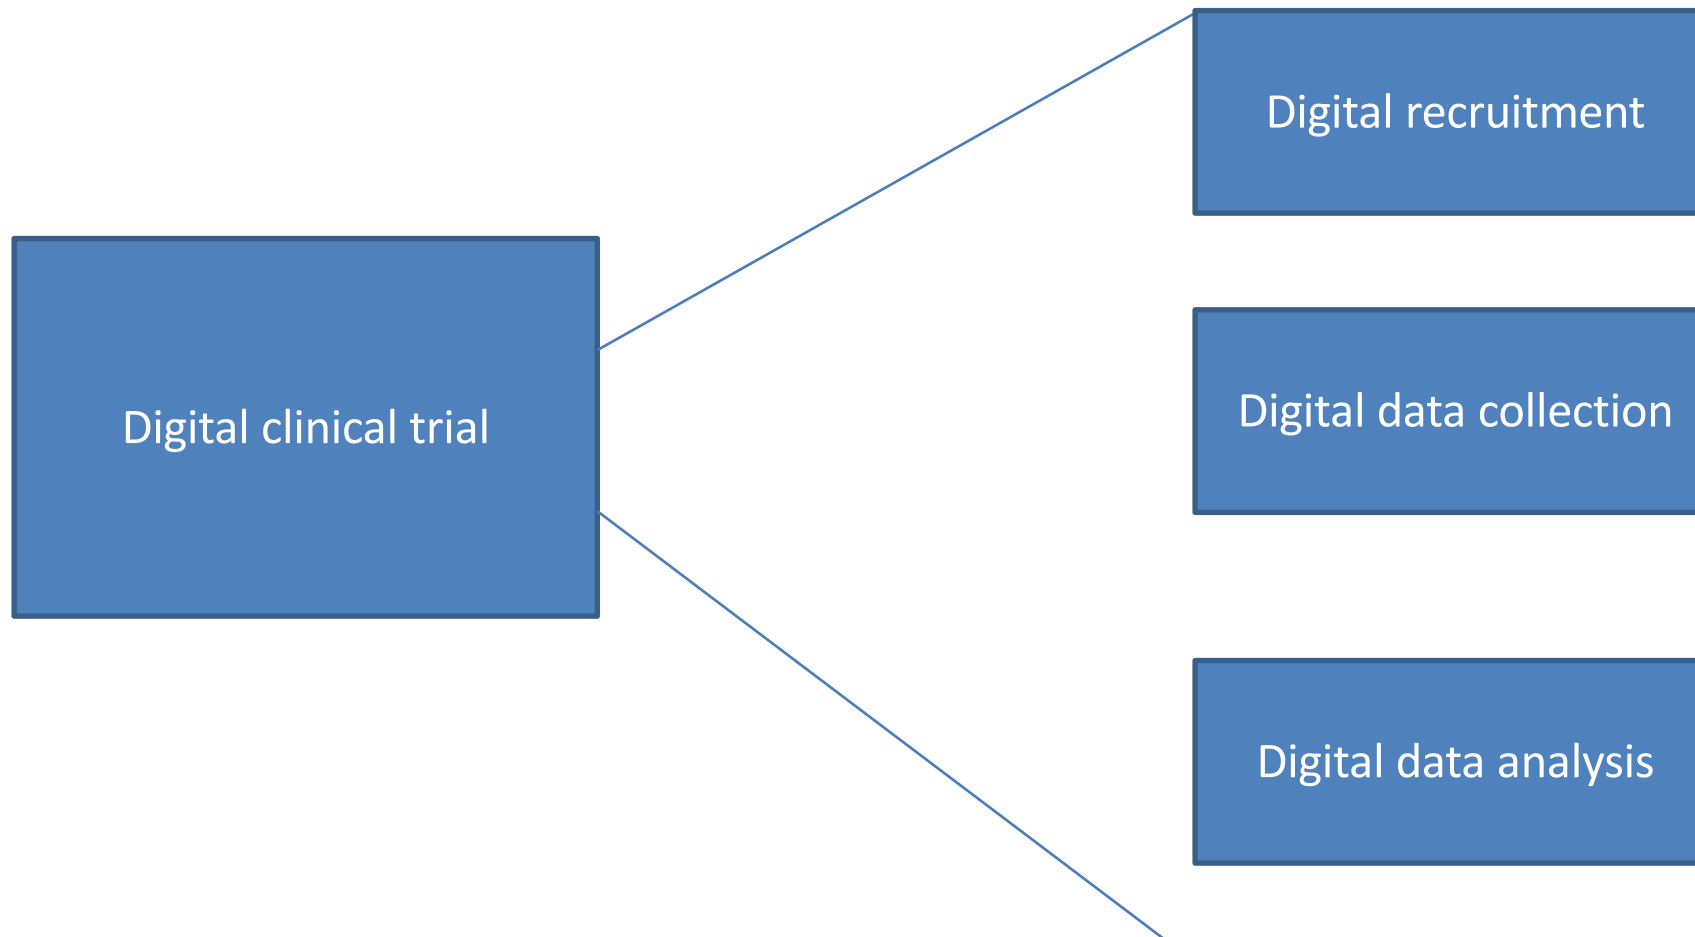 Digital recruitment
Digital clinical trial
Digital data collection
Digital data analysis